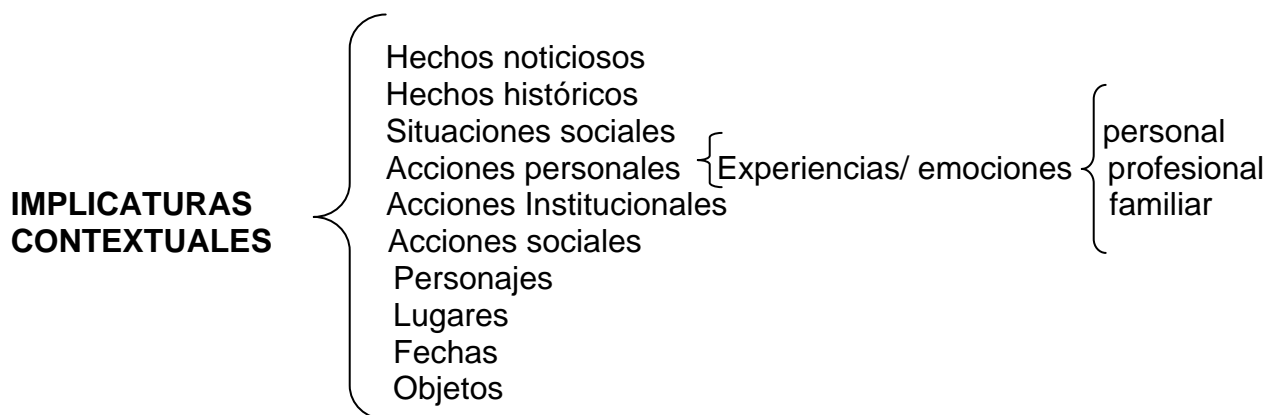 Hechos noticiosos
Hechos históricos
Situaciones sociales
Acciones personales
Acciones Institucionales
Acciones sociales
Personajes
Lugares
Fechas
Objetos
IMPLICATURAS
CONTEXTUALES
Experiencias/ emociones
personal
profesional
familiar